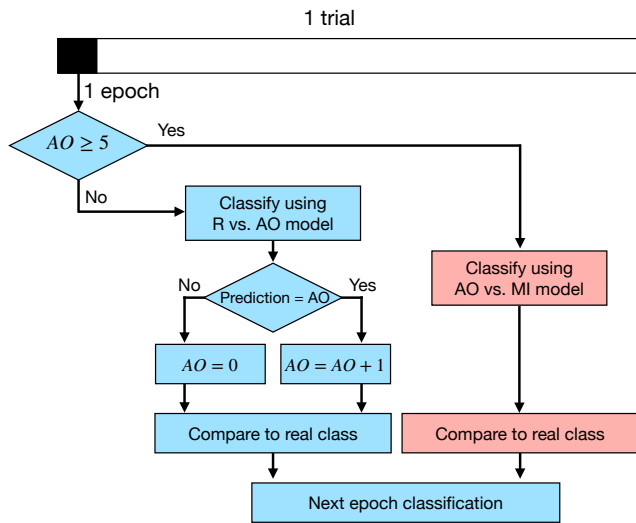 1 trial
1 epoch
AO ≥ 5
Yes
No
Classify using
R vs. AO model
Classify using
AO vs. MI model
No
Prediction = AO
Yes
AO = 0
AO = AO + 1
Compare to real class
Compare to real class
Next epoch classification